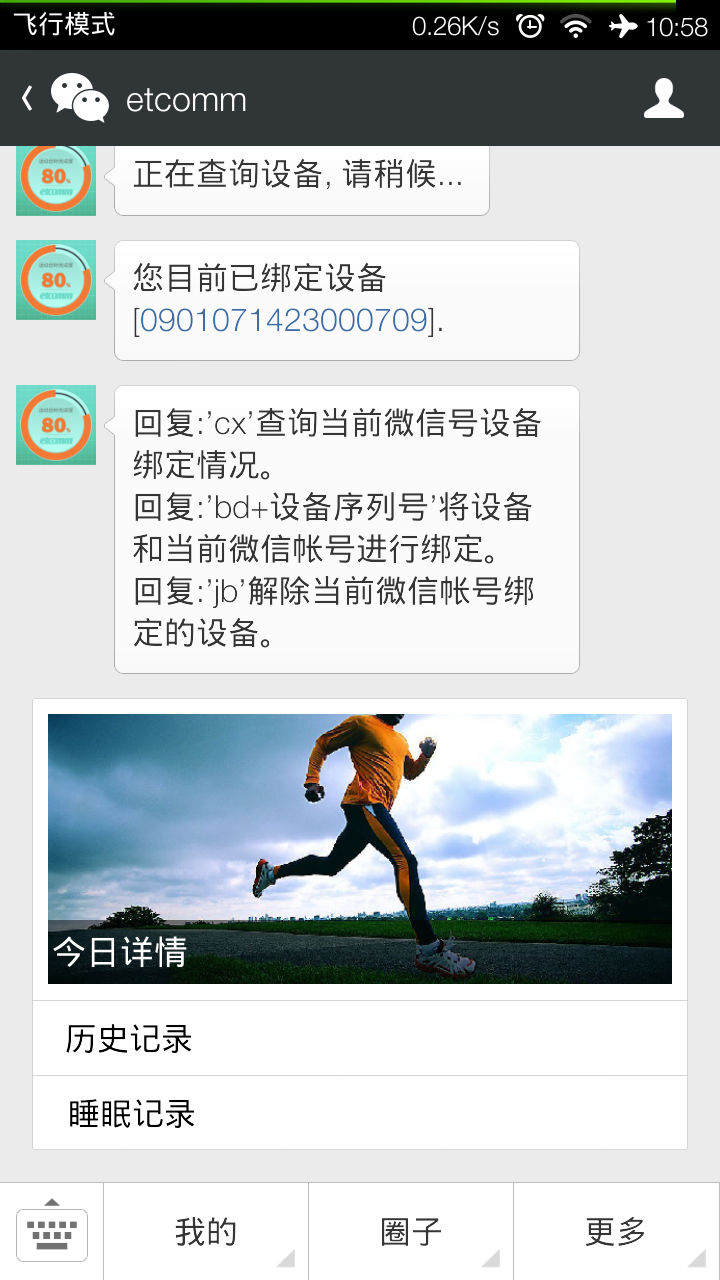 飞行模式 0.26K/s 10:58
etcomm
80%
etcomm
正在查询设备, 请稍候...
80%
etcomm
您目前已绑定设备
[0901071423000709].
80%
etcomm
回复:'cx'查询当前微信号设备
绑定情况。
回复:'bd+设备序列号'将设备
和当前微信帐号进行绑定。
回复:'jb'解除当前微信帐号绑
定的设备。
今日详情
历史记录
睡眠记录
我的 圈子 更多